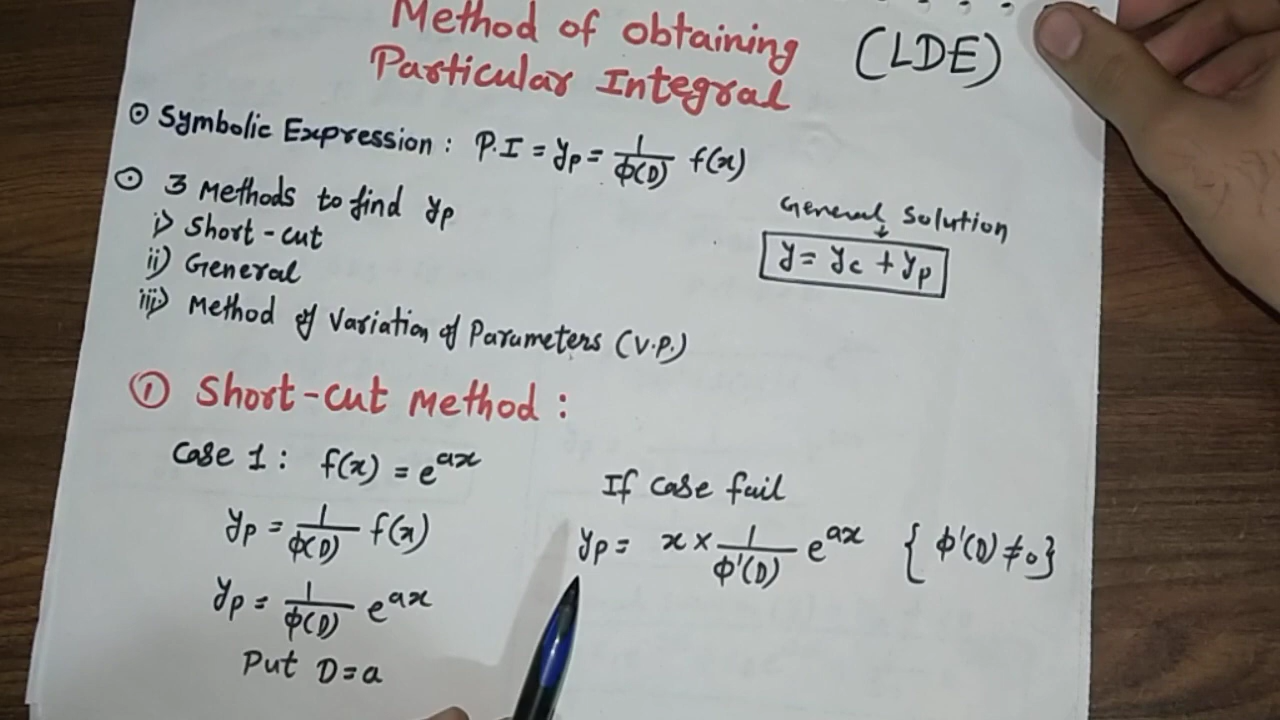 Method of obtaining
Particular Integral
(LDE)
⊙ Symbolic Expression : P.I = yp = 1/ϕ(D) f(x)
⊙ 3 Methods to find yp
i) Short-cut
ii) General
iii) Method of Variation of Parameters (V.P.)
General Solution
↓
y = yc + yp
① Short-cut method :
Case 1 : f(x) = e^ax
yp = 1/ϕ(D) f(x)
yp = 1/ϕ(D) e^ax
Put D=a
If case fail
yp = x × 1/ϕ'(D) e^ax { ϕ'(D) ≠ 0}